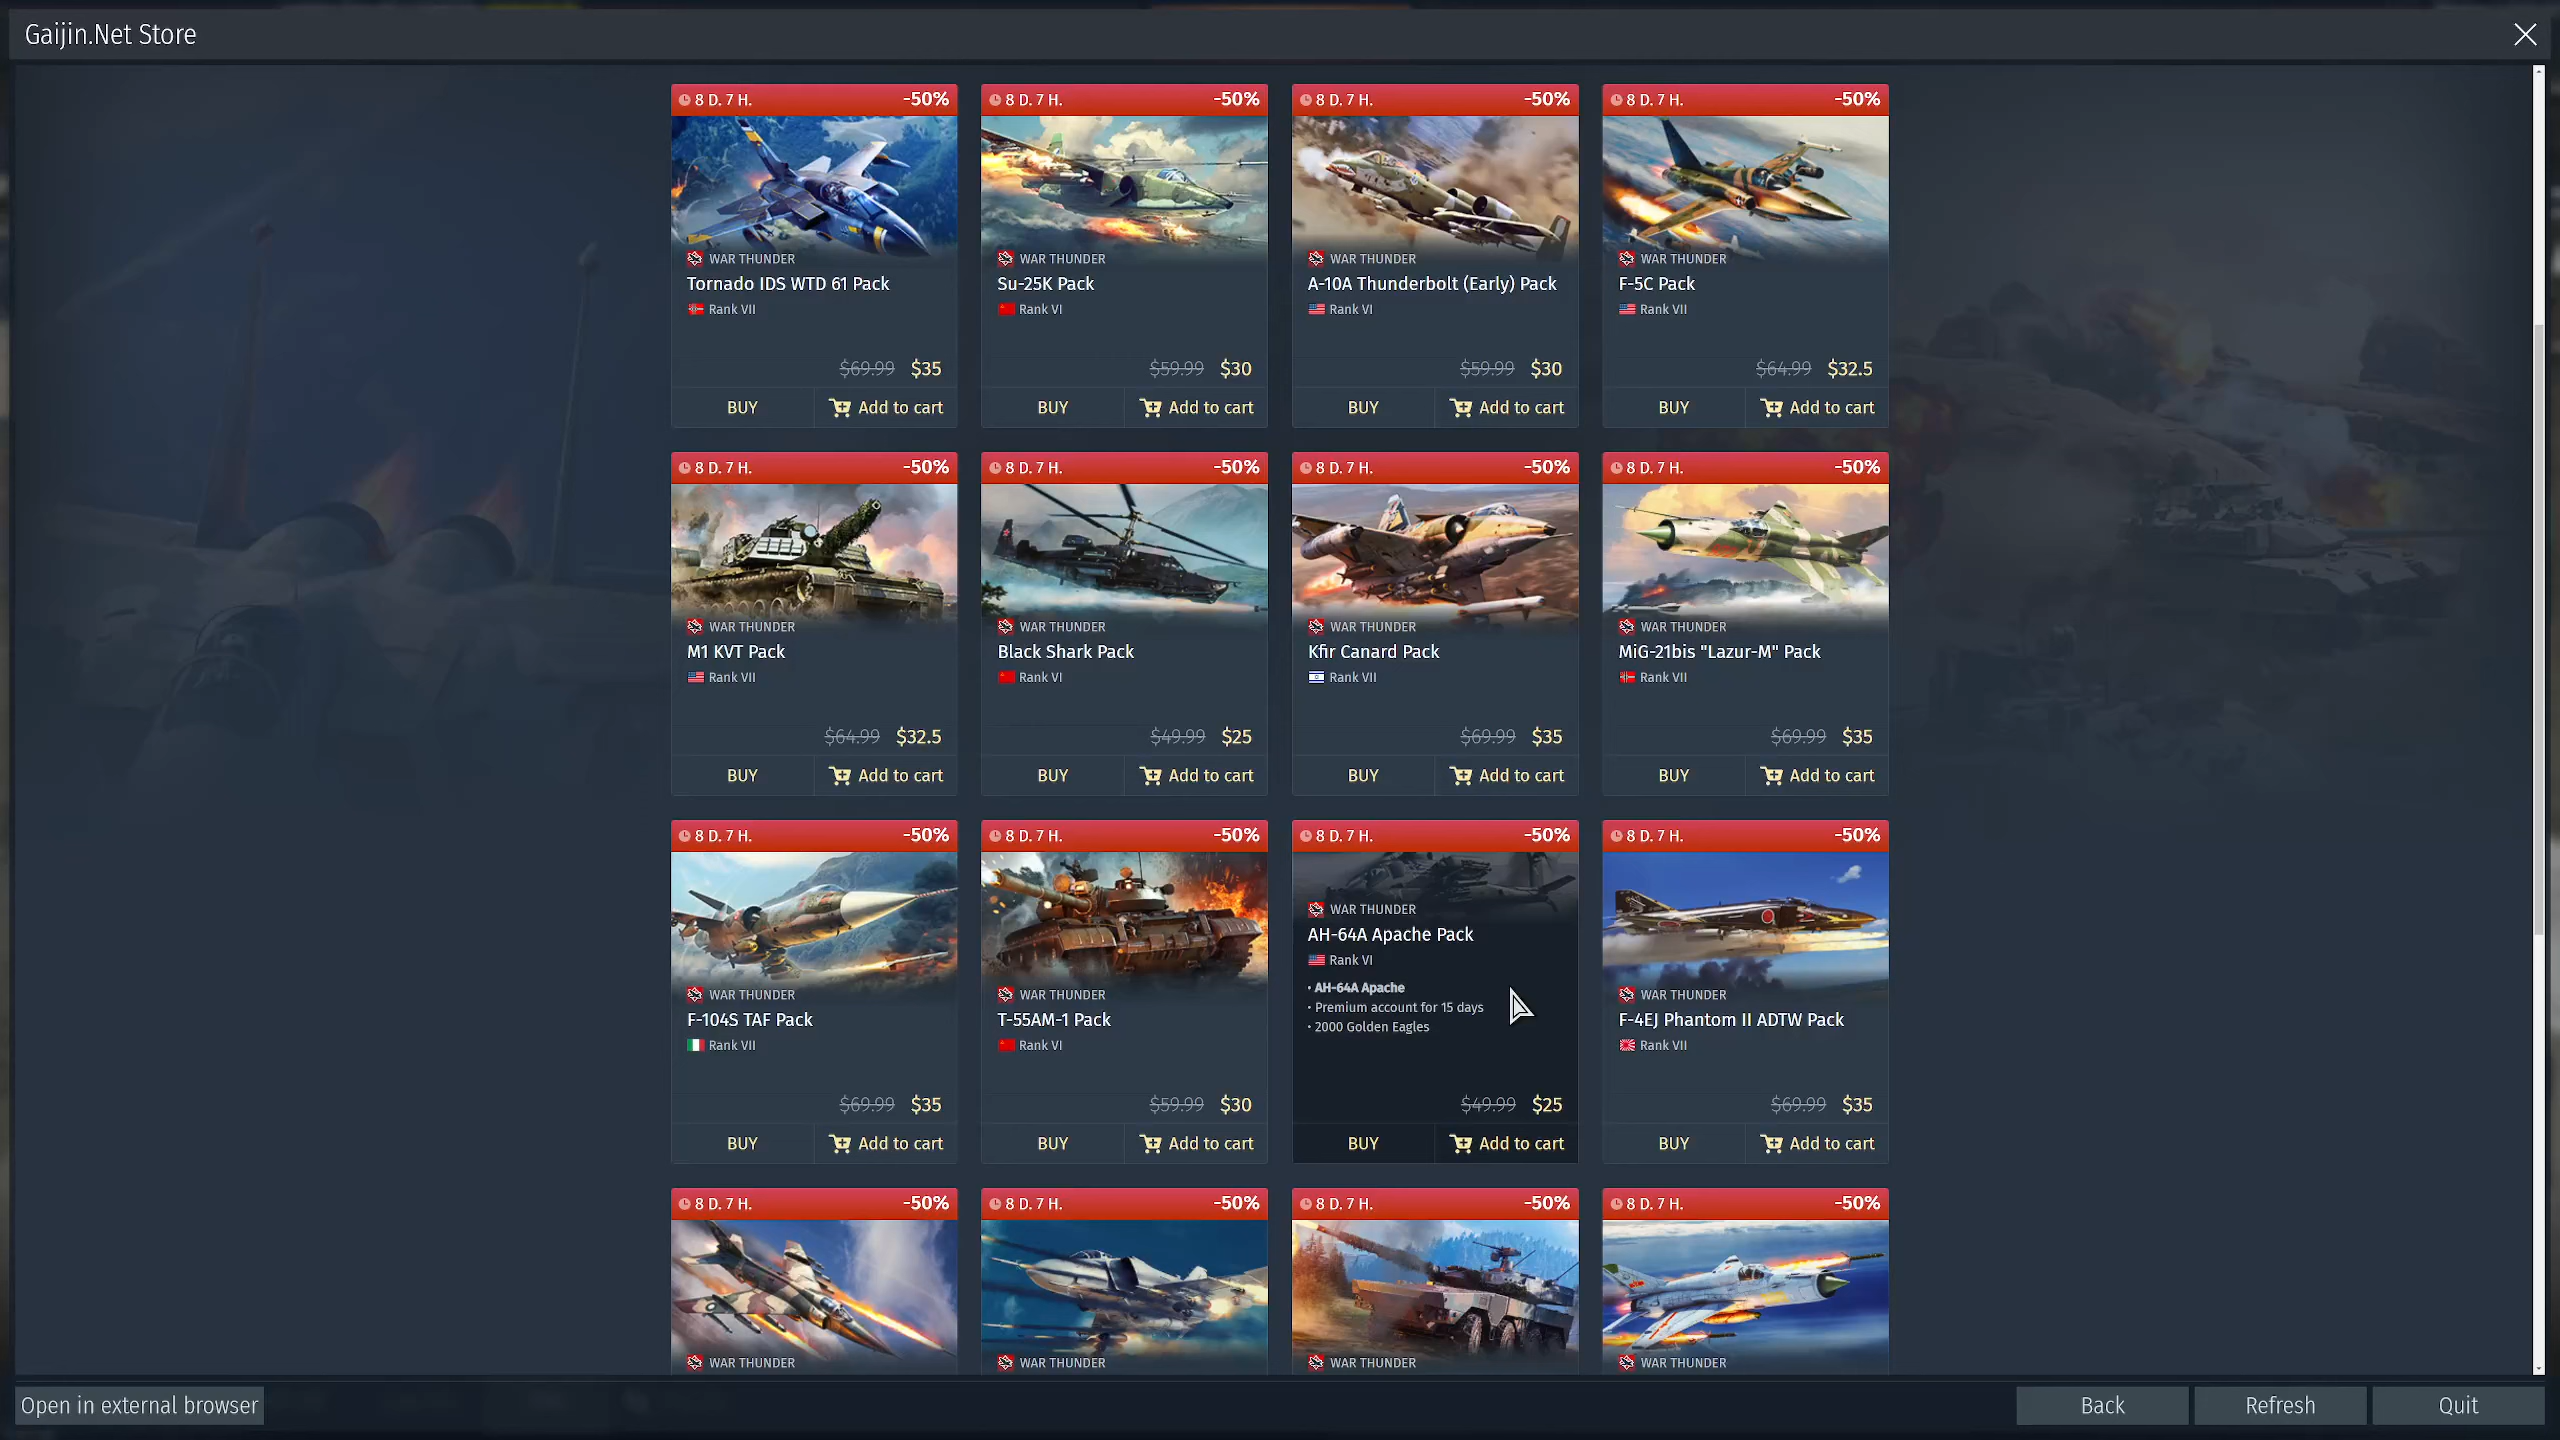 Gaijin.Net Store
8 D. 7 H. -50%
WAR THUNDER
Tornado IDS WTD 61 Pack
Rank VII
$69.99 $35
BUY Add to cart
8 D. 7 H. -50%
WAR THUNDER
Su-25K Pack
Rank VI
$59.99 $30
BUY Add to cart
8 D. 7 H. -50%
WAR THUNDER
A-10A Thunderbolt (Early) Pack
Rank VI
$59.99 $30
BUY Add to cart
8 D. 7 H. -50%
WAR THUNDER
F-5C Pack
Rank VII
$64.99 $32.5
BUY Add to cart
8 D. 7 H. -50%
WAR THUNDER
M1 KVT Pack
Rank VII
$64.99 $32.5
BUY Add to cart
8 D. 7 H. -50%
WAR THUNDER
Black Shark Pack
Rank VI
$49.99 $25
BUY Add to cart
8 D. 7 H. -50%
WAR THUNDER
Kfir Canard Pack
Rank VII
$69.99 $35
BUY Add to cart
8 D. 7 H. -50%
WAR THUNDER
MiG-21bis "Lazur-M" Pack
Rank VII
$69.99 $35
BUY Add to cart
8 D. 7 H. -50%
WAR THUNDER
F-104S TAF Pack
Rank VII
$69.99 $35
BUY Add to cart
8 D. 7 H. -50%
WAR THUNDER
T-55AM-1 Pack
Rank VI
$59.99 $30
BUY Add to cart
8 D. 7 H. -50%
WAR THUNDER
AH-64A Apache Pack
Rank VI
• AH-64A Apache
• Premium account for 15 days
• 2000 Golden Eagles
$49.99 $25
BUY Add to cart
8 D. 7 H. -50%
WAR THUNDER
F-4EJ Phantom II ADTW Pack
Rank VII
$69.99 $35
BUY Add to cart
8 D. 7 H. -50%
WAR THUNDER
8 D. 7 H. -50%
WAR THUNDER
8 D. 7 H. -50%
WAR THUNDER
8 D. 7 H. -50%
WAR THUNDER
Open in external browser
Back
Refresh
Quit